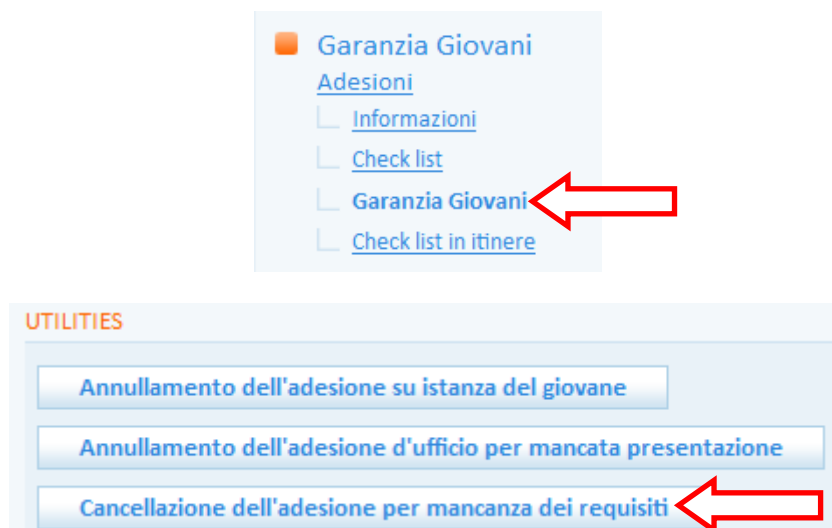 Garanzia Giovani
Adesioni
Informazioni
Check list
Garanzia Giovani
Check list in itinere
UTILITIES
Annullamento dell'adesione su istanza del giovane
Annullamento dell'adesione d'ufficio per mancata presentazione
Cancellazione dell'adesione per mancanza dei requisiti